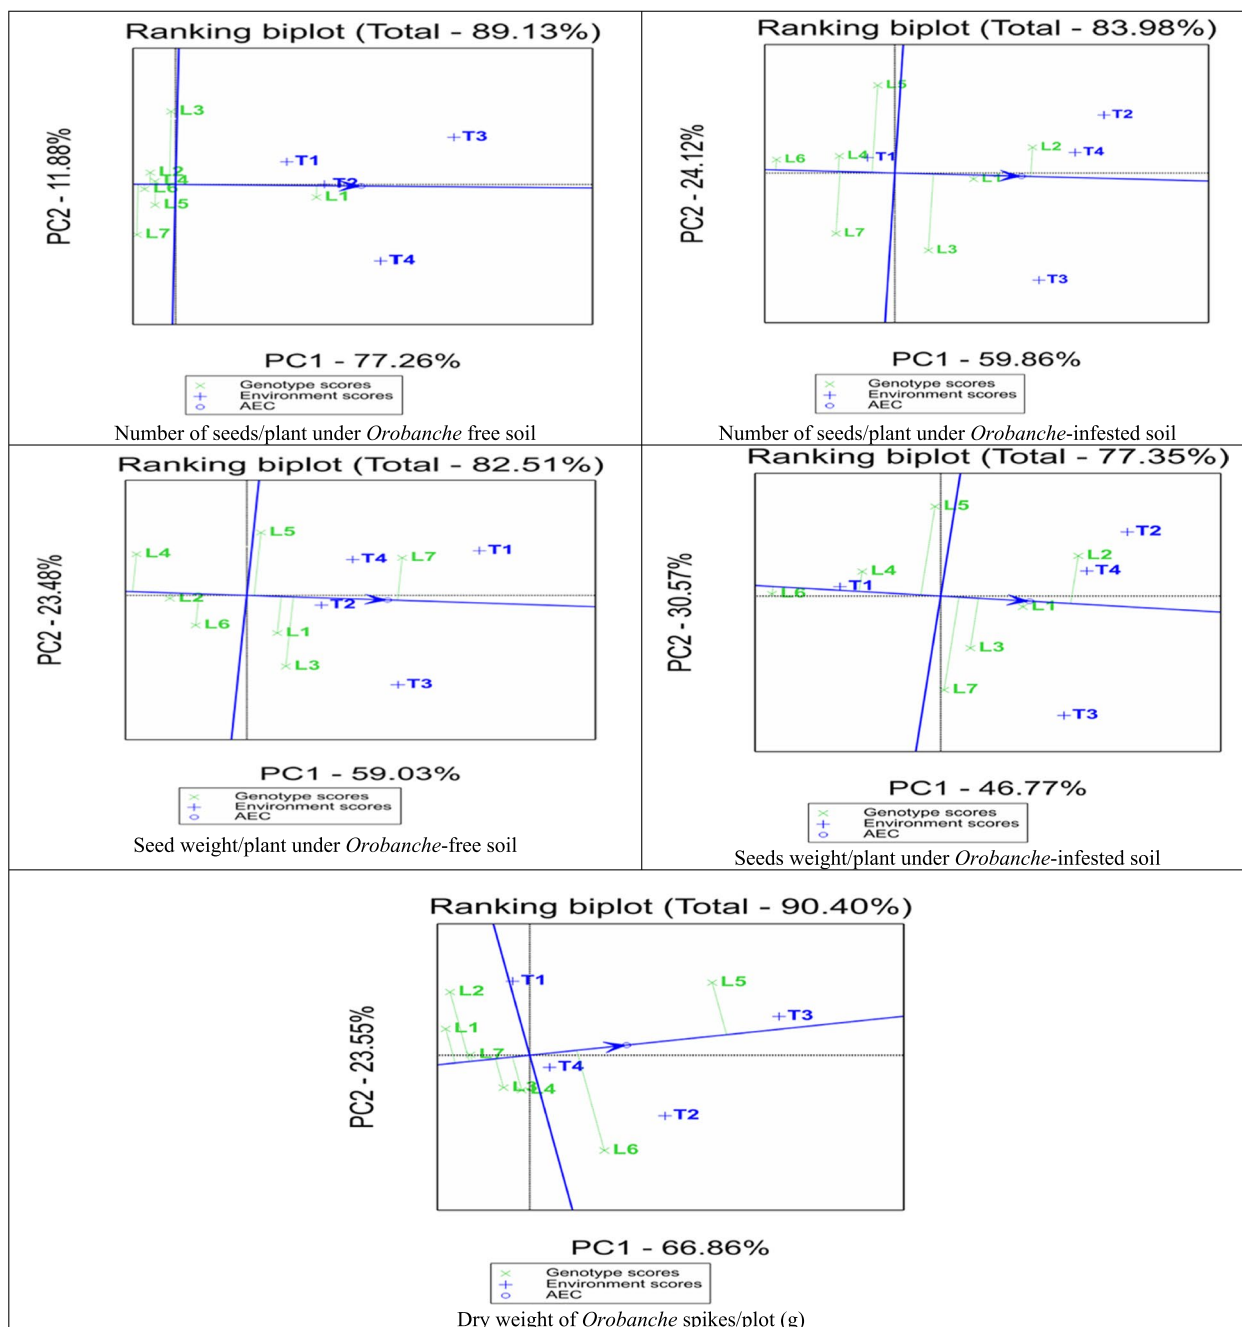 Ranking biplot (Total - 89.13%)
PC2 - 11.88%
L3
T3
T1
L2
T4
T2
L6
L1
L5
L7
T4
PC1 - 77.26%
Genotype scores
Environment scores
AEC
Number of seeds/plant under Orobanche free soil
Ranking biplot (Total - 83.98%)
PC2 - 24.12%
L5
T2
L2
T4
L4
T1
L6
L1
L7
L3
T3
PC1 - 59.86%
Genotype scores
Environment scores
AEC
Number of seeds/plant under Orobanche-infested soil
Ranking biplot (Total - 82.51%)
PC2 - 23.48%
L5
T1
L4
T4
L7
L2
T2
L6
L1
L3
T3
PC1 - 59.03%
Genotype scores
Environment scores
AEC
Seed weight/plant under Orobanche-free soil
Ranking biplot (Total - 77.35%)
PC2 - 30.57%
L5
T2
L2
L4
T4
T1
L6
L1
L3
L7
T3
PC1 - 46.77%
Genotype scores
Environment scores
AEC
Seeds weight/plant under Orobanche-infested soil
Ranking biplot (Total - 90.40%)
PC2 - 23.55%
T1
L5
L2
T3
L1
L7
T4
L3
L4
T2
L6
PC1 - 66.86%
Genotype scores
Environment scores
AEC
Dry weight of Orobanche spikes/plot (g)